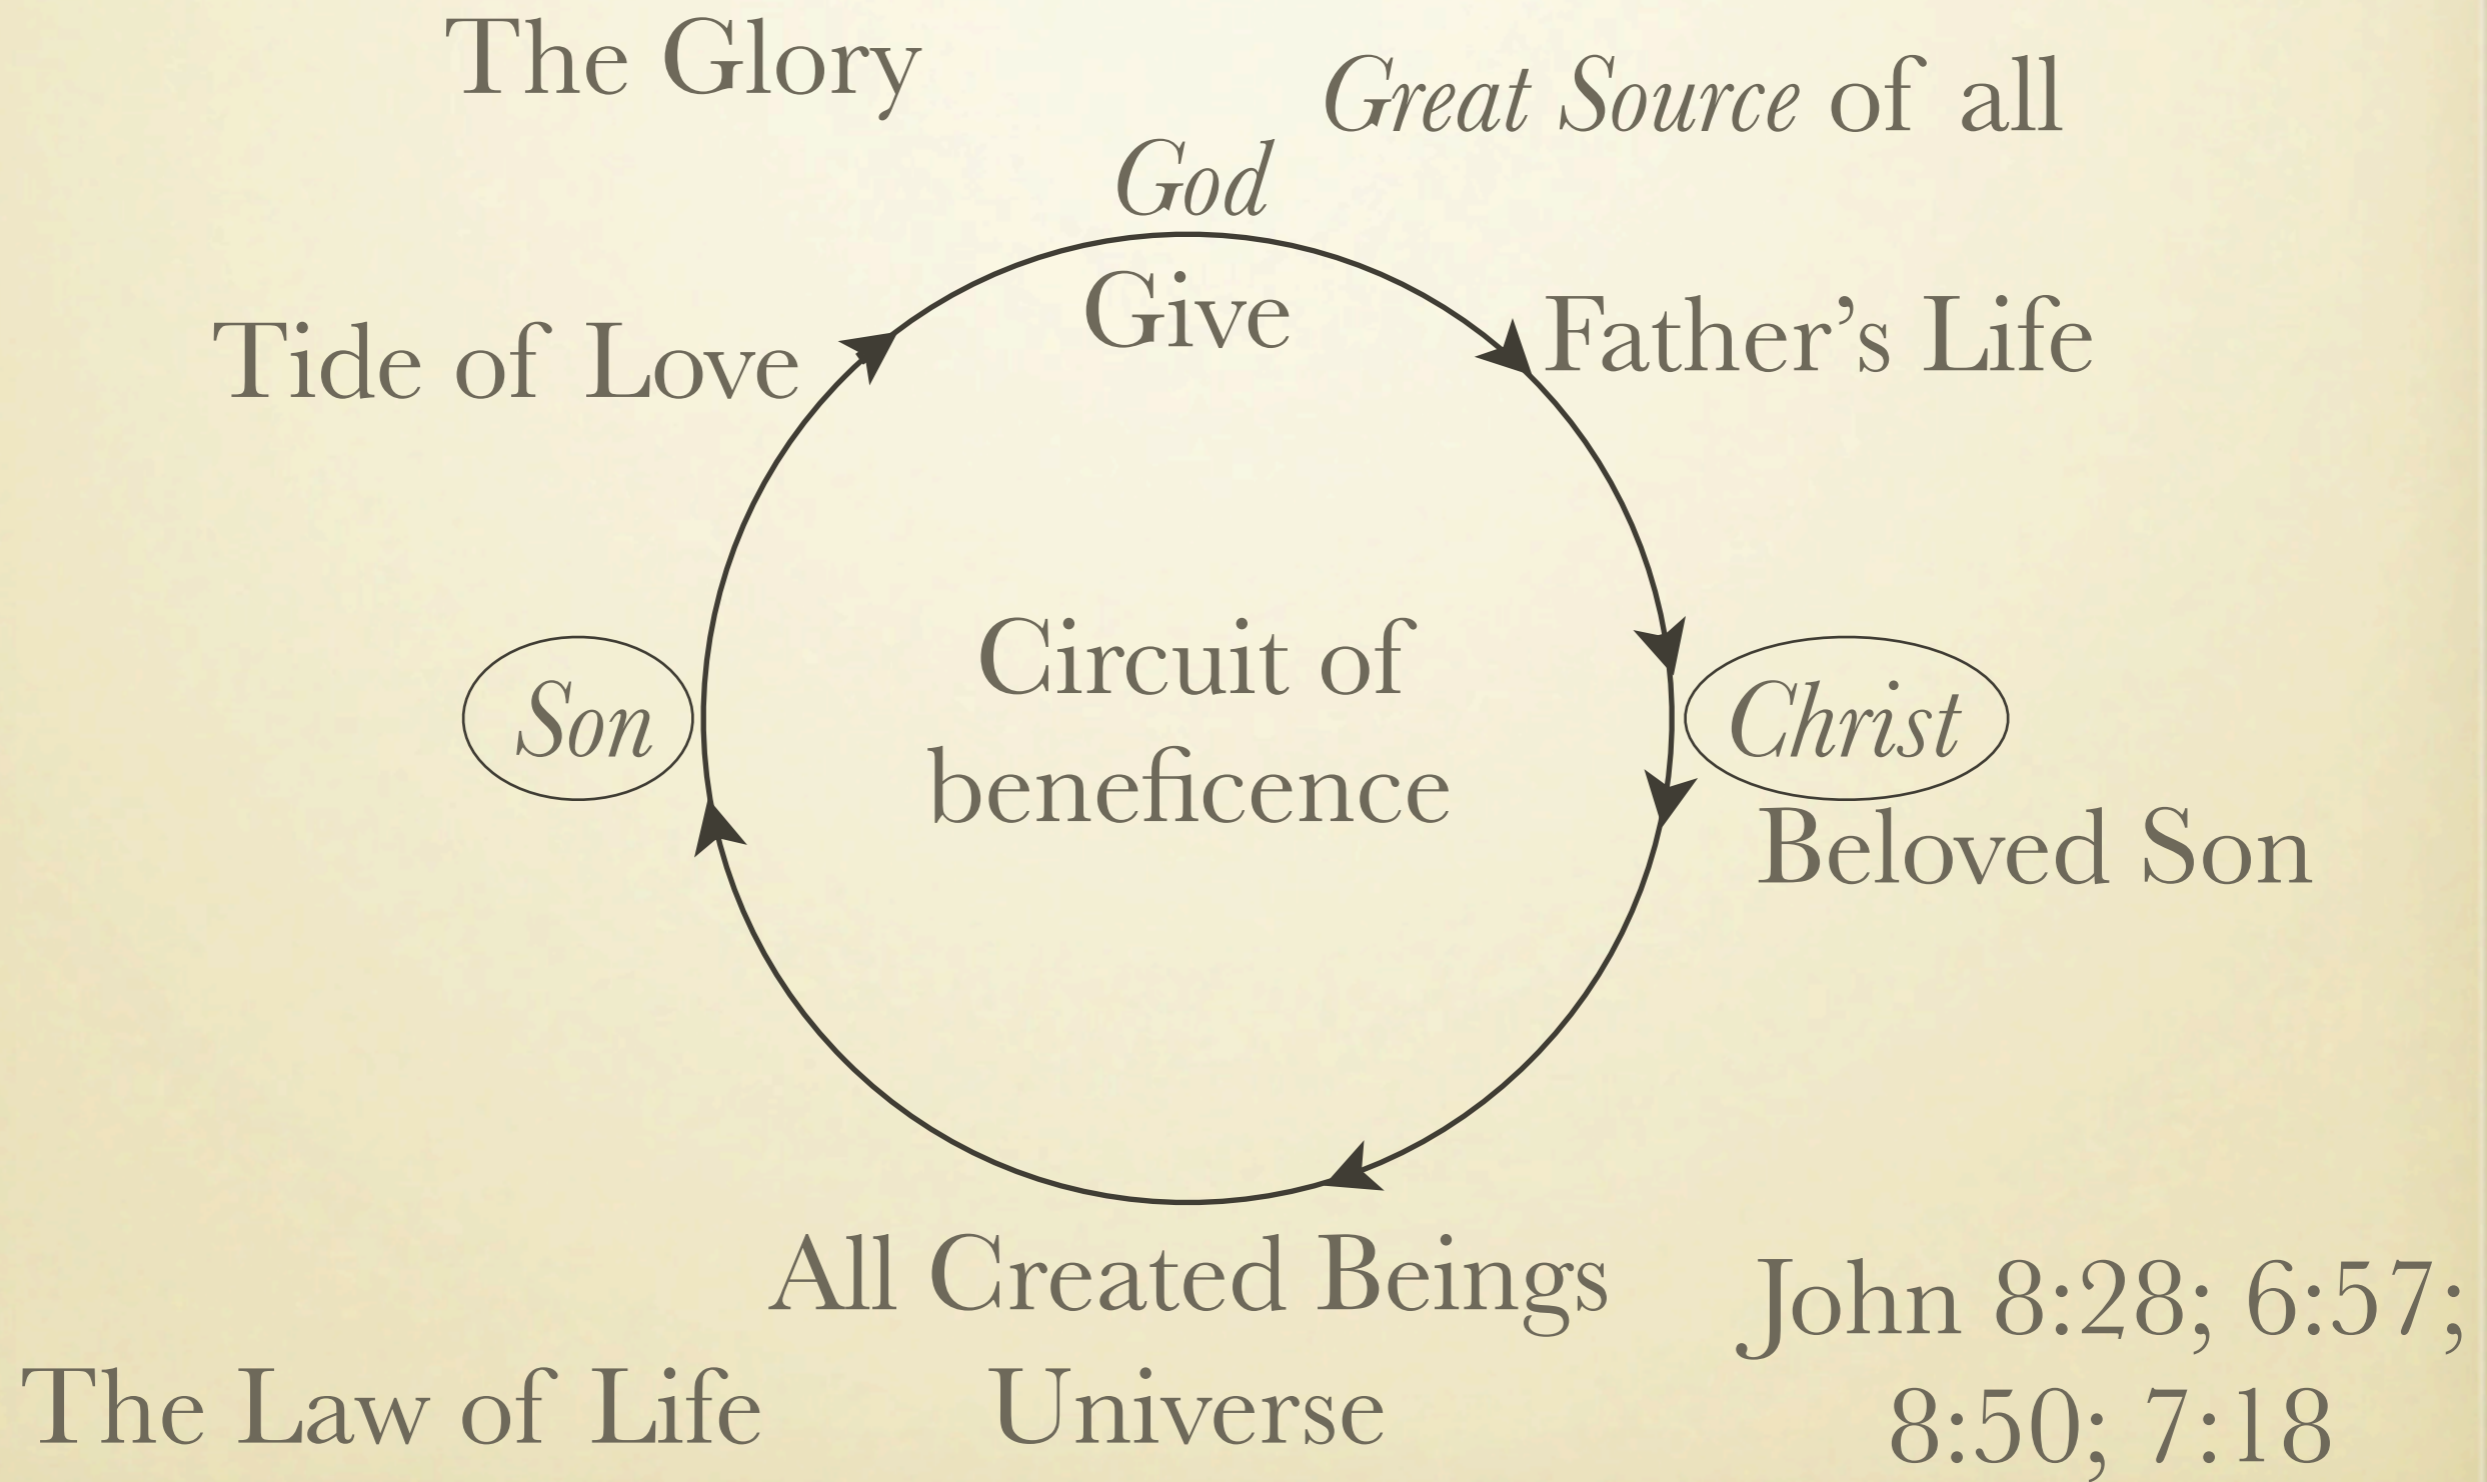 The Glory
Great Source of all
God
Give
Tide of Love
Father’s Life
Circuit of
beneficence
Son
Christ
Beloved Son
All Created Beings
Universe
The Law of Life
John 8:28; 6:57;
8:50; 7:18